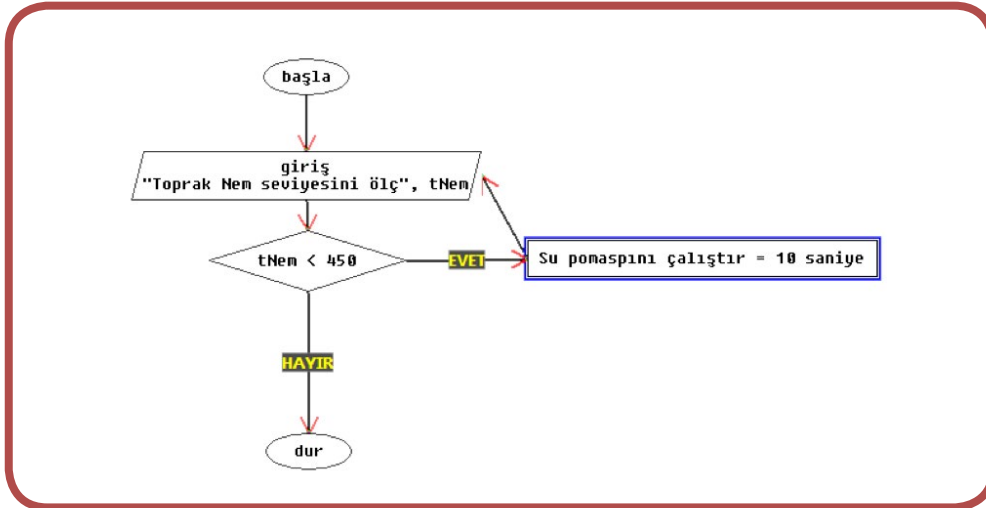 başla
giriş
"Toprak Nem seviyesini ölç", tNem
tNem < 450
EVET
Su pomaspını çalıştır = 10 saniye
HAYIR
dur